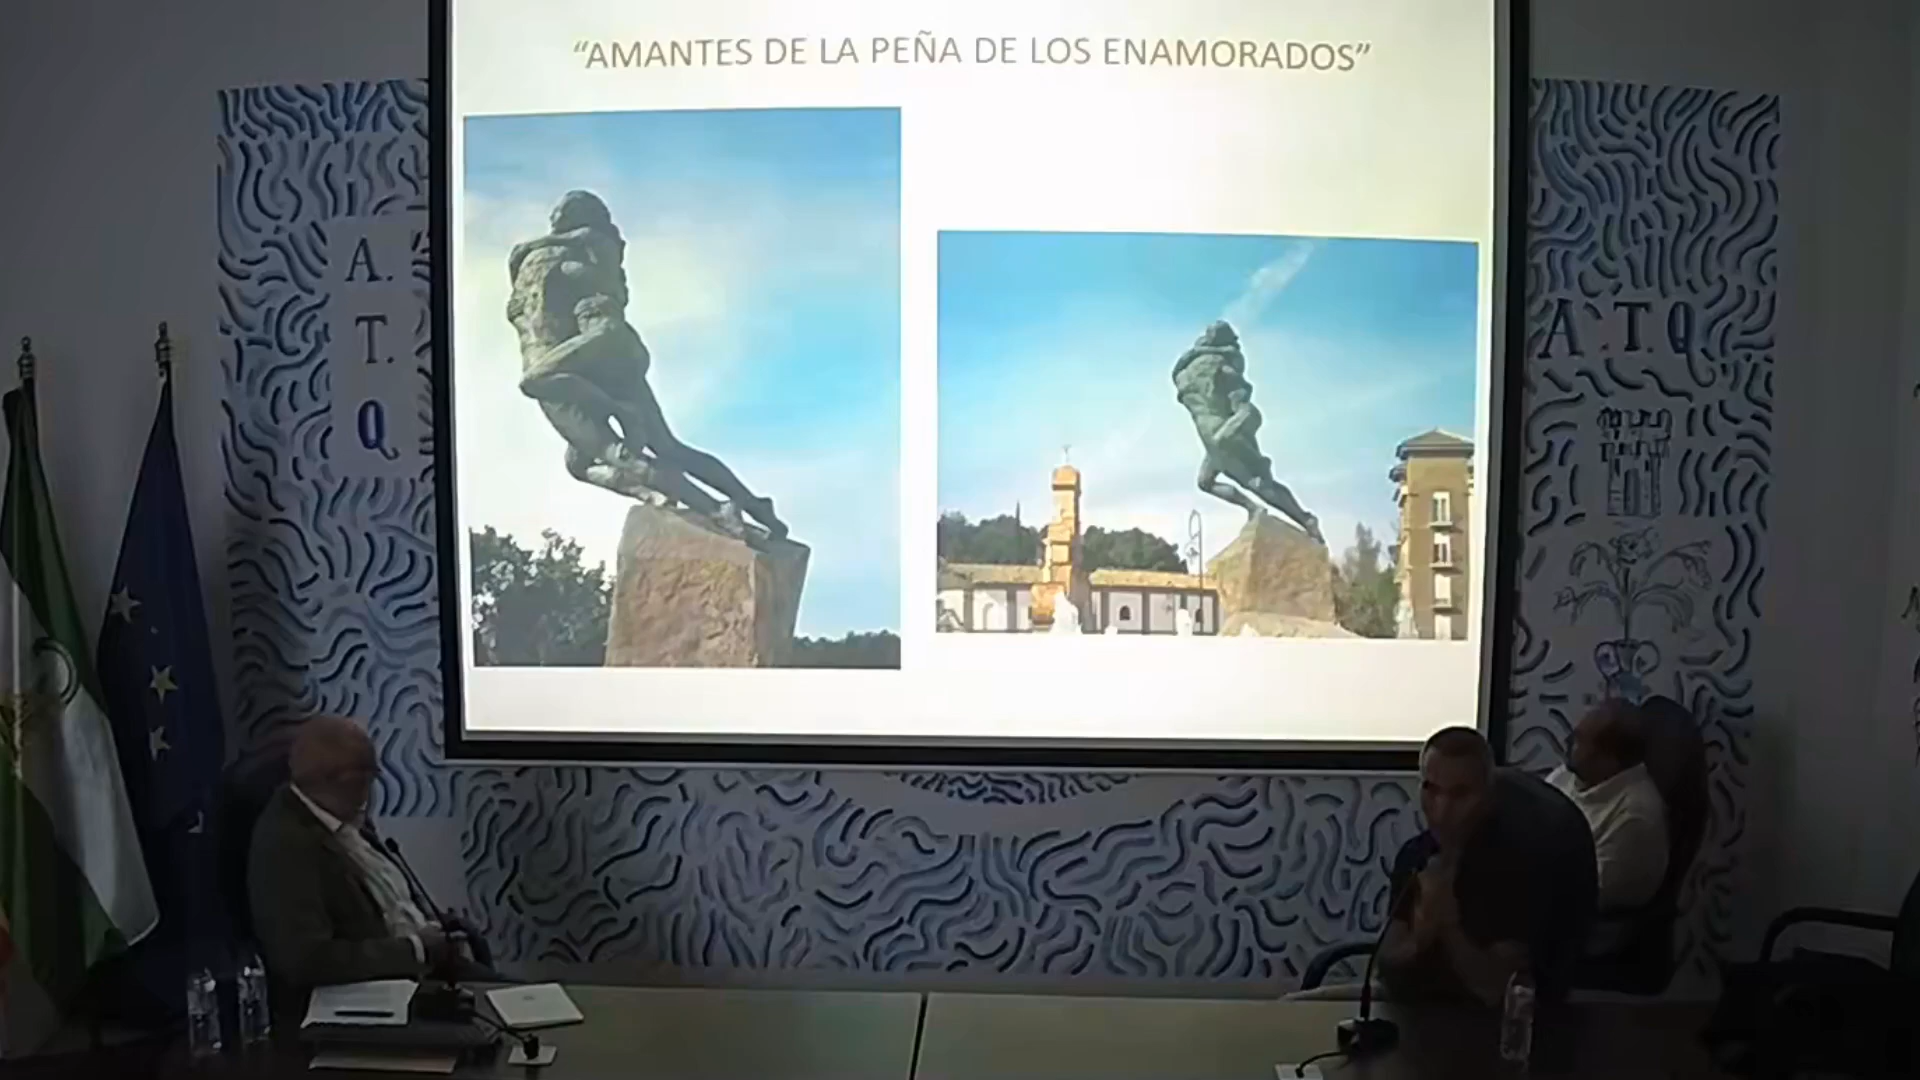 “AMANTES DE LA PEÑA DE LOS ENAMORADOS”
A.
T.
Q
A.T.Q